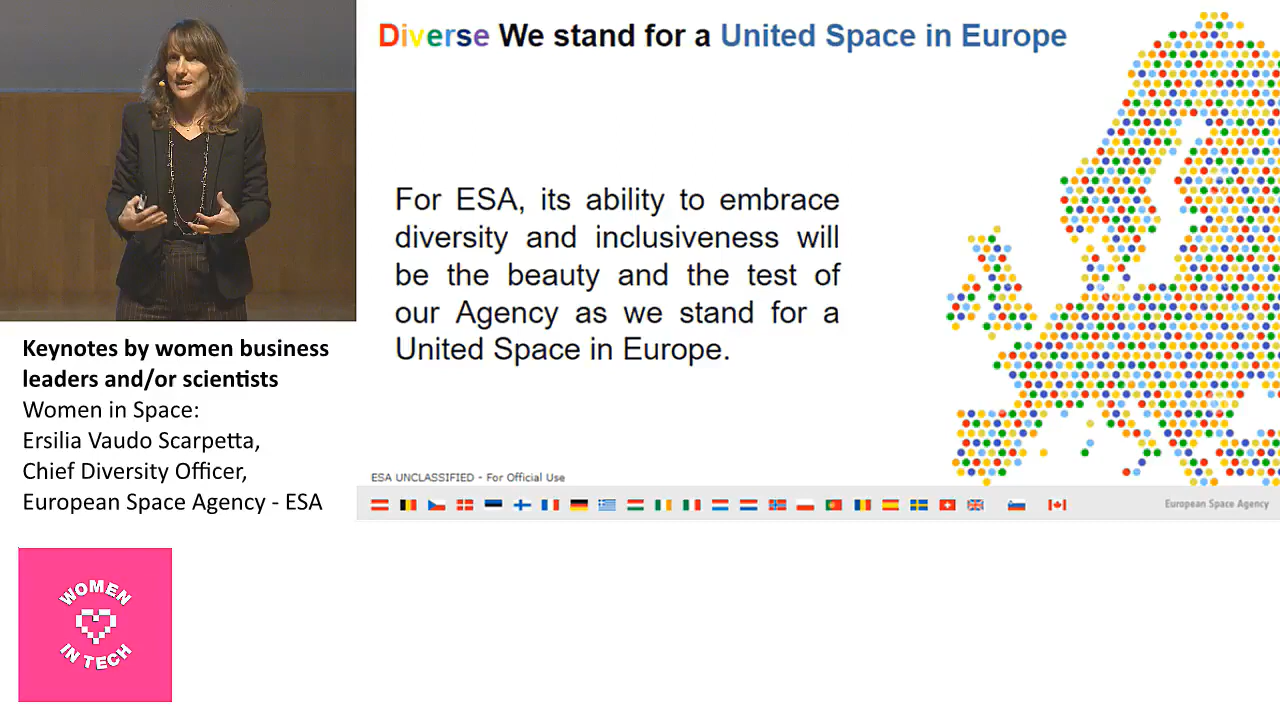 Diverse We stand for a United Space in Europe
For ESA, its ability to embrace
diversity and inclusiveness will
be the beauty and the test of
our Agency as we stand for a
United Space in Europe.
ESA UNCLASSIFIED - For Official Use
European Space Agency
Keynotes by women business
leaders and/or scientists
Women in Space:
Ersilia Vaudo Scarpetta,
Chief Diversity Officer,
European Space Agency - ESA
WOMEN
IN TECH